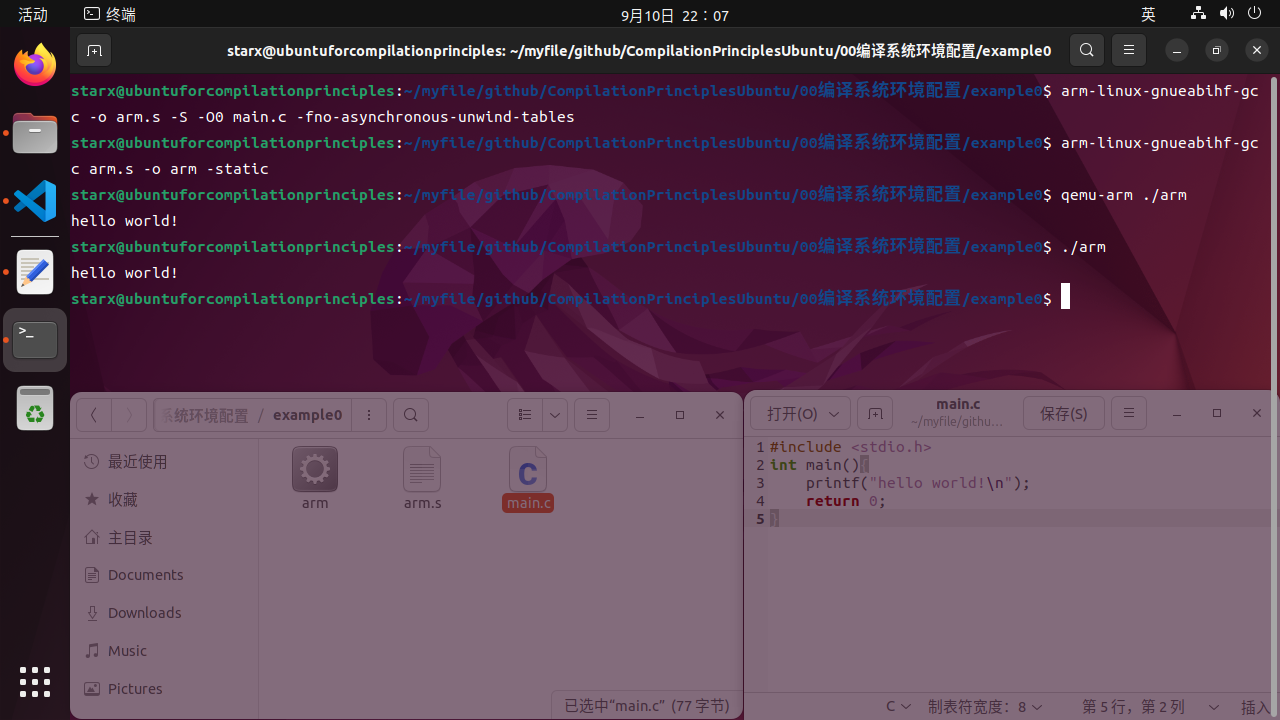 活动 终端 9月10日 22：07 英
starx@ubuntuforcompilationprinciples: ~/myfile/github/CompilationPrinciplesUbuntu/00编译系统环境配置/example0
starx@ubuntuforcompilationprinciples:~/myfile/github/CompilationPrinciplesUbuntu/00编译系统环境配置/example0$ arm-linux-gnueabihf-gc
c -o arm.s -S -O0 main.c -fno-asynchronous-unwind-tables
starx@ubuntuforcompilationprinciples:~/myfile/github/CompilationPrinciplesUbuntu/00编译系统环境配置/example0$ arm-linux-gnueabihf-gc
c arm.s -o arm -static
starx@ubuntuforcompilationprinciples:~/myfile/github/CompilationPrinciplesUbuntu/00编译系统环境配置/example0$ qemu-arm ./arm
hello world!
starx@ubuntuforcompilationprinciples:~/myfile/github/CompilationPrinciplesUbuntu/00编译系统环境配置/example0$ ./arm
hello world!
starx@ubuntuforcompilationprinciples:~/myfile/github/CompilationPrinciplesUbuntu/00编译系统环境配置/example0$
系统环境配置 / example0
最近使用
收藏
主目录
Documents
Downloads
Music
Pictures
arm
arm.s
main.c
已选中“main.c” (77 字节)
打开(O)
main.c
~/myfile/githu…
保存(S)
1 #include <stdio.h>
2 int main(){
3     printf("hello world!\n");
4     return 0;
5 }
C 制表符宽度：8 第 5 行，第 2 列 插入